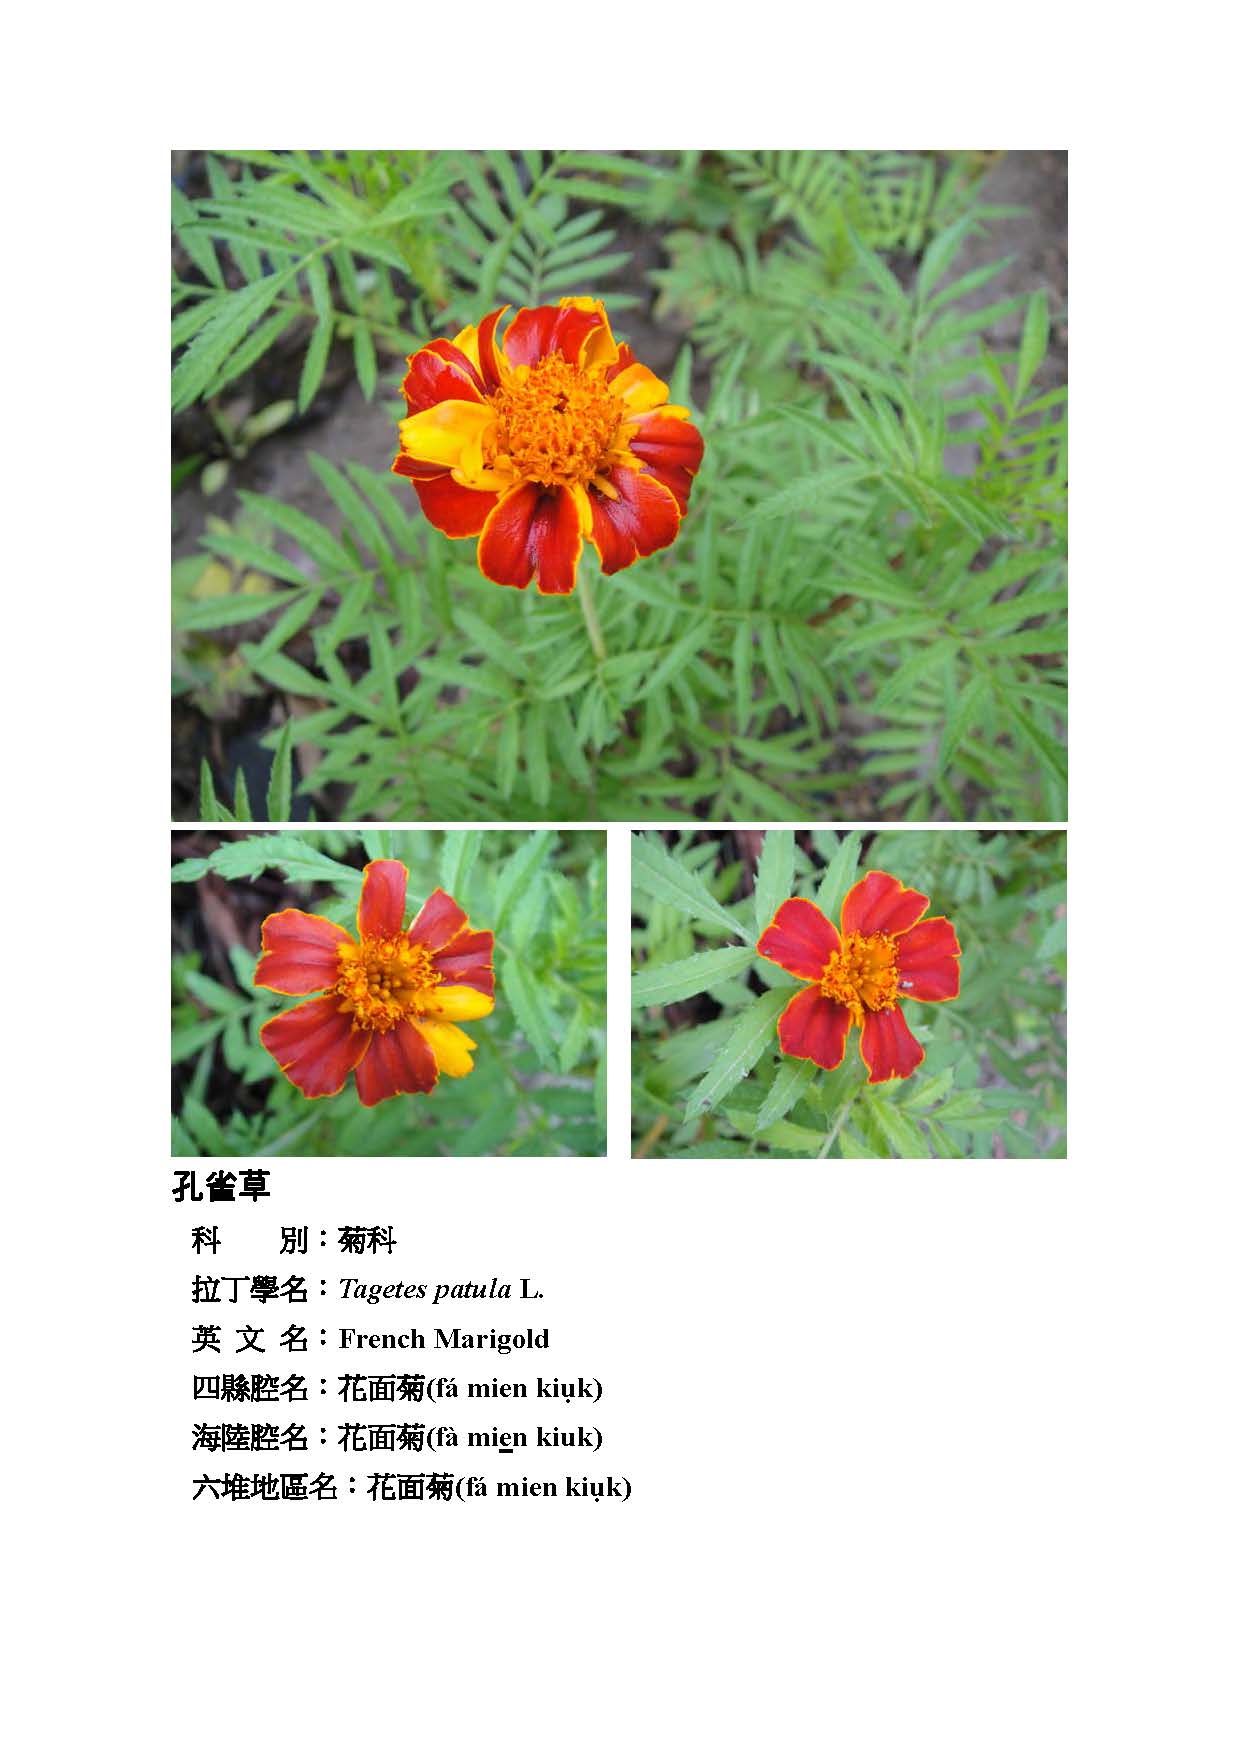 孔雀草
科　　別：菊科
拉丁學名：Tagetes patula L.
英 文 名：French Marigold
四縣腔名：花面菊(fá mien kiụk)
海陸腔名：花面菊(fà mie̲n kiuk)
六堆地區名：花面菊(fá mien kiụk)